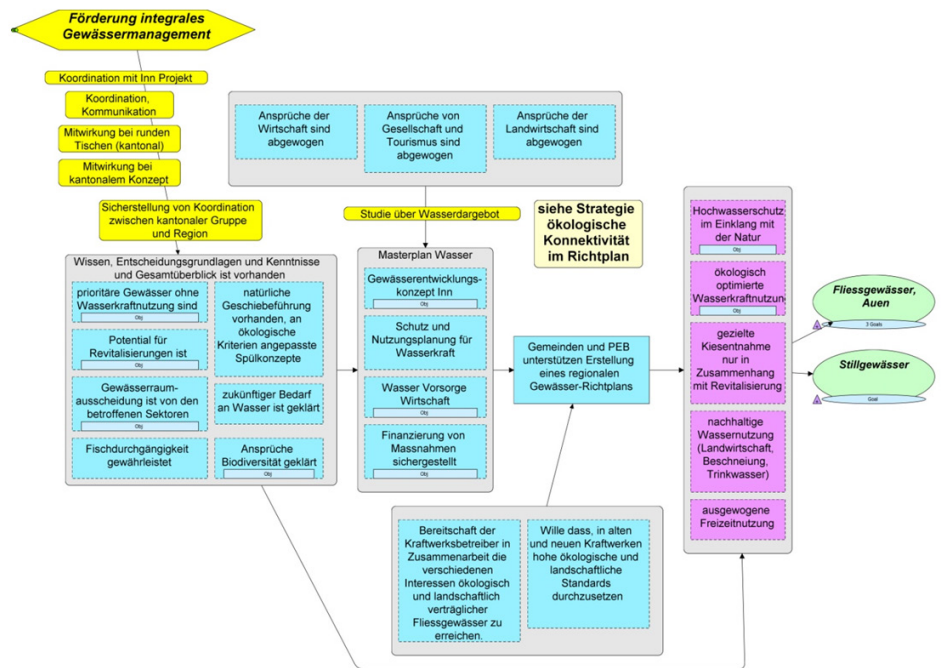 Förderung integrales
Gewässermanagement
Koordination mit Inn Projekt
Koordination,
Kommunikation
Mitwirkung bei runden
Tischen (kantonal)
Mitwirkung bei
kantonalem Konzept
Sicherstellung von Koordination
zwischen kantonaler Gruppe
und Region
Ansprüche der
Wirtschaft sind
abgewogen
Ansprüche von
Gesellschaft und
Tourismus sind
abgewogen
Ansprüche der
Landwirtschaft sind
abgewogen
Studie über Wasserdargebot
siehe Strategie
ökologische
Konnektivität
im Richtplan
Wissen, Entscheidungsgrundlagen und Kenntnisse
und Gesamtüberblick ist vorhanden
prioritäre Gewässer ohne
Wasserkraftnutzung sind
Obj
Potential für
Revitalisierungen ist
Obj
Gewässerraum-
ausscheidung ist von den
betroffenen Sektoren
Obj
Fischdurchgängigkeit
gewährleistet
natürliche
Geschiebeführung
vorhanden, an
ökologische
Kriterien angepasste
Spülkonzepte
zukünftiger Bedarf
an Wasser ist geklärt
Ansprüche
Biodiversität geklärt
Obj
Masterplan Wasser
Gewässerentwicklungs-
konzept Inn
Obj
Schutz und
Nutzungsplanung für
Wasserkraft
Wasser Vorsorge
Wirtschaft
Obj
Finanzierung von
Massnahmen
sichergestellt
Obj
Gemeinden und PEB
unterstützen Erstellung
eines regionalen
Gewässer-Richtplans
Bereitschaft der
Kraftwerksbetreiber in
Zusammenarbeit die
verschiedenen
Interessen ökologisch
und landschaftlich
verträglicher
Fliessgewässer zu
erreichen.
Wille dass, in alten
und neuen Kraftwerken
hohe ökologische und
landschaftliche
Standards
durchzusetzen
Hochwasserschutz
im Einklang mit
der Natur
Obj
ökologisch
optimierte
Wasserkraftnutzung
Obj
gezielte
Kiesentnahme
nur in
Zusammenhang
mit Revitalisierung
nachhaltige
Wassernutzung
(Landwirtschaft,
Beschneiung,
Trinkwasser)
ausgewogene
Freizeitnutzung
Fliessgewässer,
Auen
3 Goals
Stillgewässer
Goal